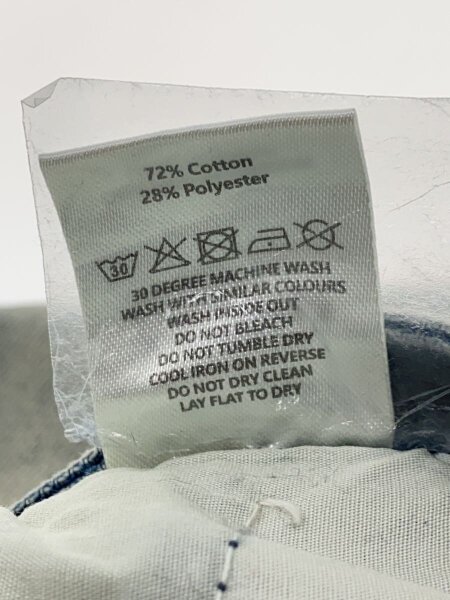 72% Cotton
28% Polyester
30
30 DEGREE MACHINE WASH
WASH WITH SIMILAR COLOURS
WASH INSIDE OUT
DO NOT BLEACH
DO NOT TUMBLE DRY
COOL IRON ON REVERSE
DO NOT DRY CLEAN
LAY FLAT TO DRY